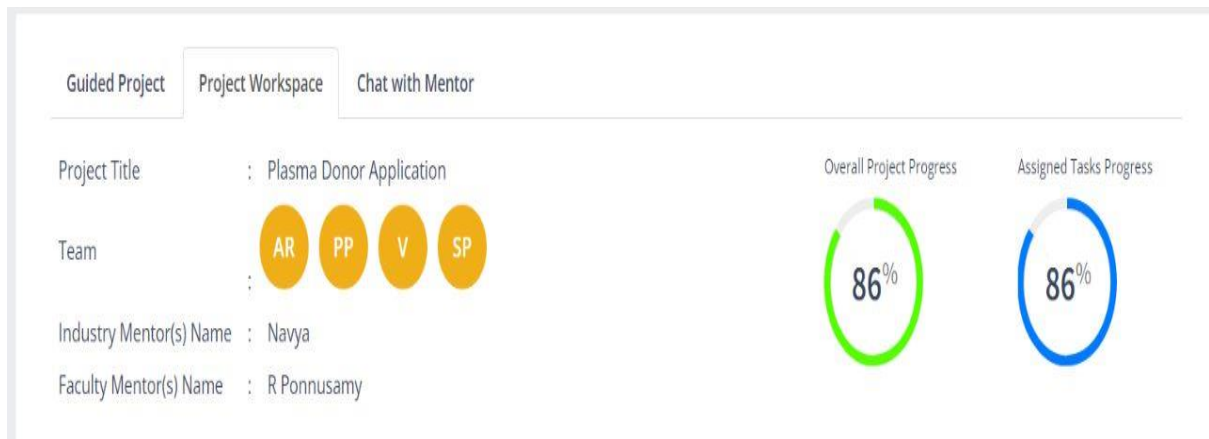 Guided Project Project Workspace Chat with Mentor
Project Title : Plasma Donor Application
Team : AR PP V SP
Industry Mentor(s) Name : Navya
Faculty Mentor(s) Name : R Ponnusamy
Overall Project Progress Assigned Tasks Progress
86% 86%